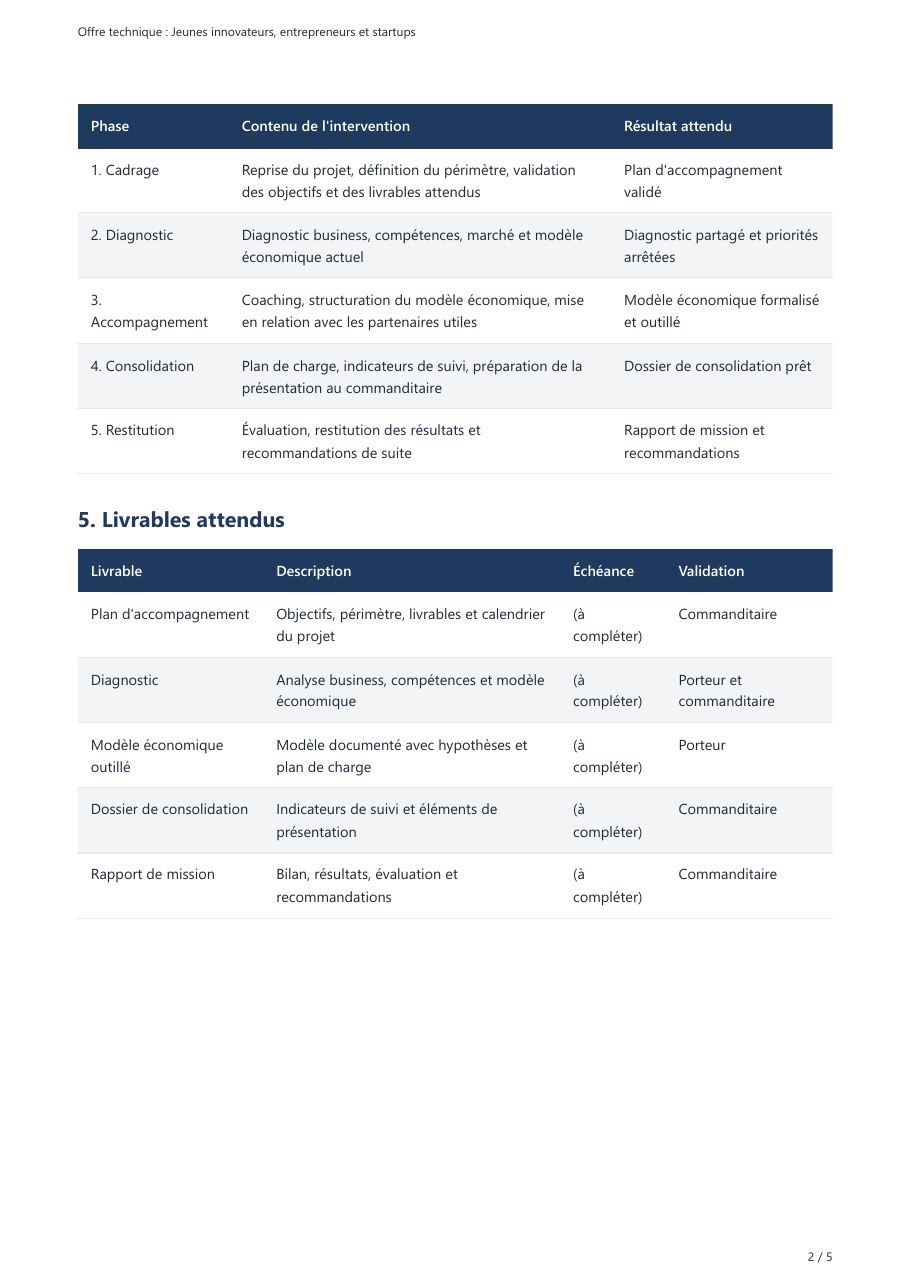 Offre technique : Jeunes innovateurs, entrepreneurs et startups
Phase Contenu de l'intervention Résultat attendu
1. Cadrage Reprise du projet, définition du périmètre, validation Plan d'accompagnement
des objectifs et des livrables attendus validé
2. Diagnostic Diagnostic business, compétences, marché et modèle Diagnostic partagé et priorités
économique actuel arrêtées
3. Coaching, structuration du modèle économique, mise Modèle économique formalisé
Accompagnement en relation avec les partenaires utiles et outillé
4. Consolidation Plan de charge, indicateurs de suivi, préparation de la Dossier de consolidation prêt
présentation au commanditaire
5. Restitution Évaluation, restitution des résultats et Rapport de mission et
recommandations de suite recommandations
5. Livrables attendus
Livrable Description Échéance Validation
Plan d'accompagnement Objectifs, périmètre, livrables et calendrier (à Commanditaire
du projet compléter)
Diagnostic Analyse business, compétences et modèle (à Porteur et
économique compléter) commanditaire
Modèle économique Modèle documenté avec hypothèses et (à Porteur
outillé plan de charge compléter)
Dossier de consolidation Indicateurs de suivi et éléments de (à Commanditaire
présentation compléter)
Rapport de mission Bilan, résultats, évaluation et (à Commanditaire
recommandations compléter)
2 / 5